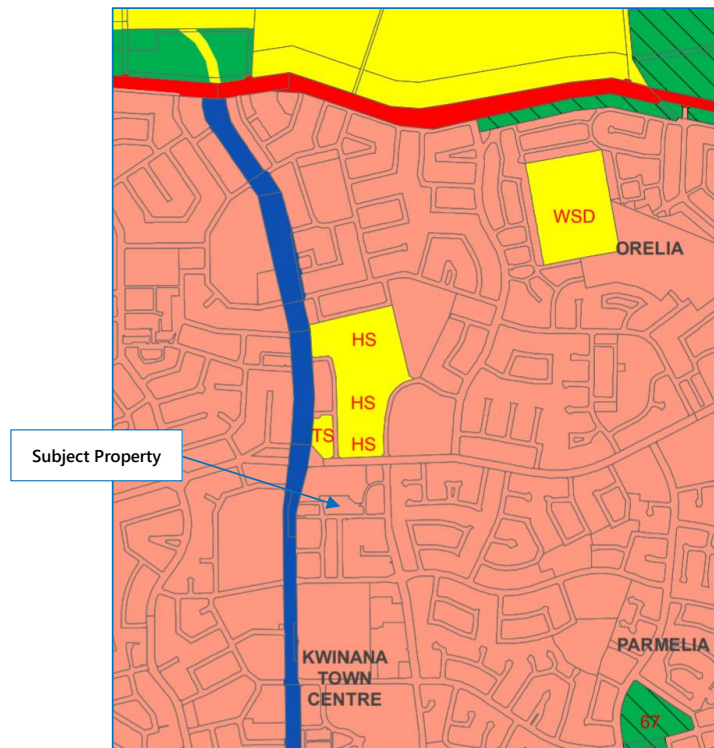 WSD
ORELIA
HS
HS
TS
HS
Subject Property
PARMELIA
KWINANA
TOWN
CENTRE
67